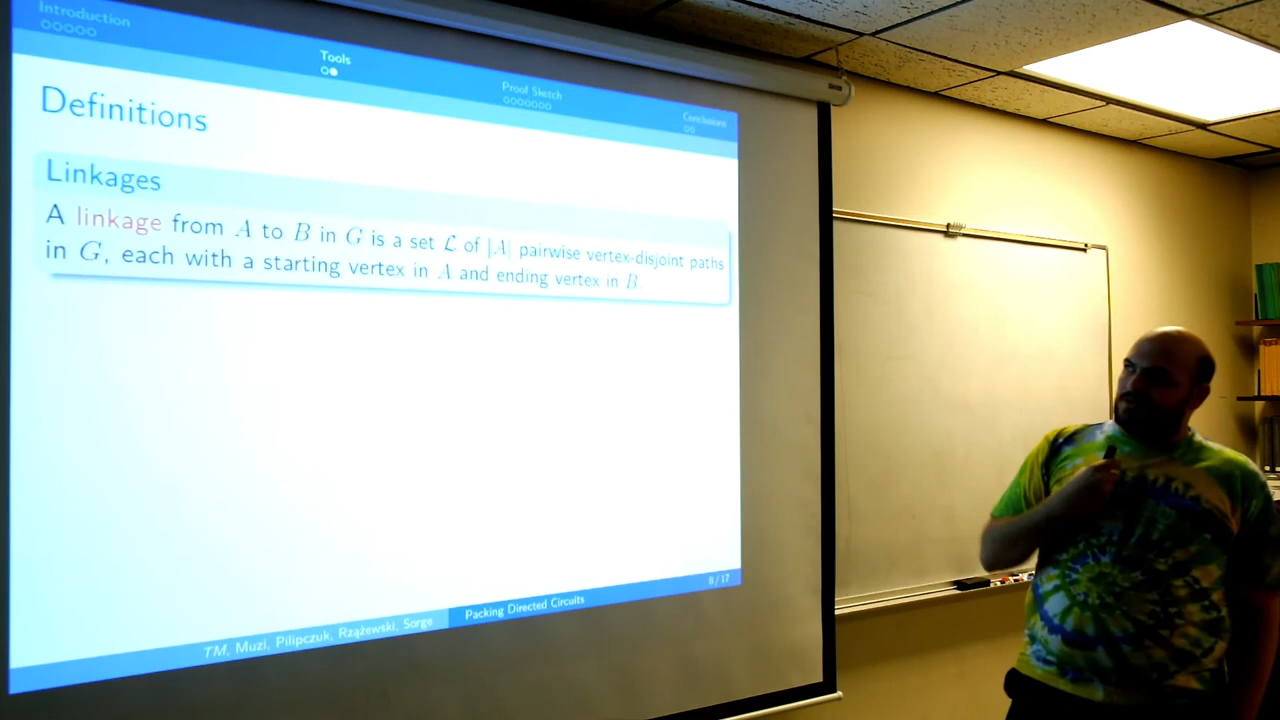 Introduction
Tools
Proof Sketch
Conclusions
Definitions
Linkages
A linkage from A to B in G is a set ℒ of |A| pairwise vertex-disjoint paths
in G, each with a starting vertex in A and ending vertex in B.
TM, Muzi, Pilipczuk, Rzążewski, Sorge
Packing Directed Circuits
8 / 17